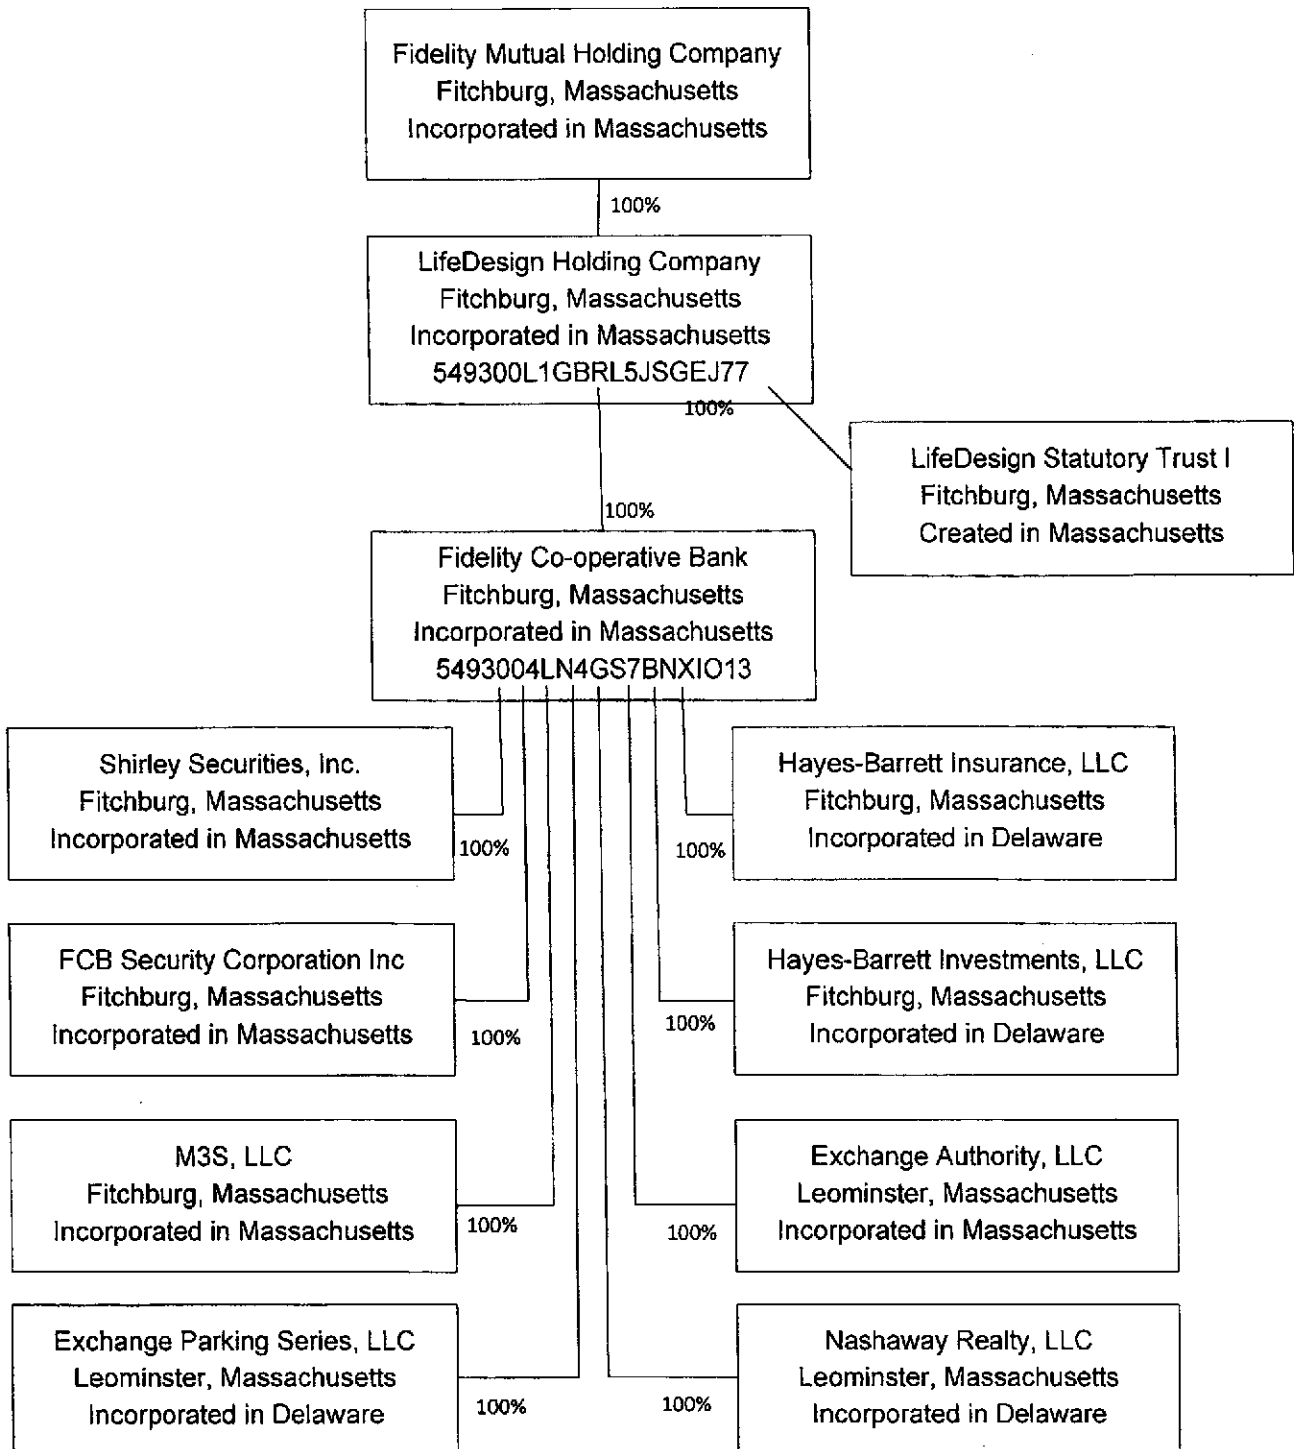 Fidelity Mutual Holding Company
Fitchburg, Massachusetts
Incorporated in Massachusetts
100%
LifeDesign Holding Company
Fitchburg, Massachusetts
Incorporated in Massachusetts
549300L1GBRL5JSGEJ77
100%
LifeDesign Statutory Trust I
Fitchburg, Massachusetts
Created in Massachusetts
100%
Fidelity Co-operative Bank
Fitchburg, Massachusetts
Incorporated in Massachusetts
5493004LN4GS7BNXIO13
Shirley Securities, Inc.
Fitchburg, Massachusetts
Incorporated in Massachusetts
100%
Hayes-Barrett Insurance, LLC
Fitchburg, Massachusetts
Incorporated in Delaware
100%
FCB Security Corporation Inc
Fitchburg, Massachusetts
Incorporated in Massachusetts
100%
Hayes-Barrett Investments, LLC
Fitchburg, Massachusetts
Incorporated in Delaware
100%
M3S, LLC
Fitchburg, Massachusetts
Incorporated in Massachusetts
100%
Exchange Authority, LLC
Leominster, Massachusetts
Incorporated in Massachusetts
100%
Exchange Parking Series, LLC
Leominster, Massachusetts
Incorporated in Delaware
100%
Nashaway Realty, LLC
Leominster, Massachusetts
Incorporated in Delaware
100%